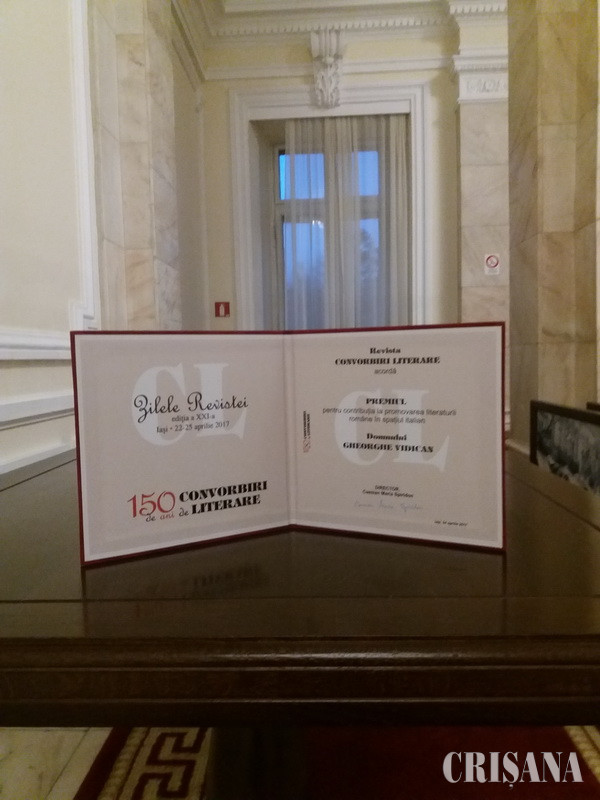 CL
Zilele Revistei
ediția a XXI-a
Iași • 22-25 aprilie 2017
150 CONVORBIRI
de ani de LITERARE
Revista
CONVORBIRI LITERARE
acordă
CL
PREMIUL
pentru contribuția la promovarea literaturii
române în spațiul italian
Domnului
GHEORGHE VIDICAN
DIRECTOR,
Cassian Maria Spiridon
CRIȘANA